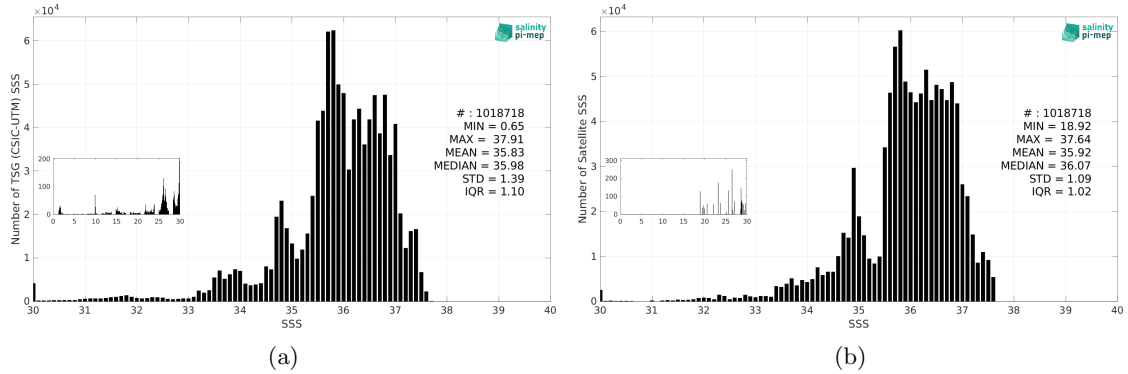 ×10⁴
salinity
pi-mep
Number of TSG (CSIC-UTM) SSS
6
5
4
3
2
1
0
# : 1018718
MIN = 0.65
MAX = 37.91
MEAN = 35.83
MEDIAN = 35.98
STD = 1.39
IQR = 1.10
200
100
0
0 5 10 15 20 25 30
30 31 32 33 34 35 36 37 38 39 40
SSS
(a)
×10⁴
salinity
pi-mep
Number of Satellite SSS
6
5
4
3
2
1
0
# : 1018718
MIN = 18.92
MAX = 37.64
MEAN = 35.92
MEDIAN = 36.07
STD = 1.09
IQR = 1.02
300
200
100
0
0 5 10 15 20 25 30
30 31 32 33 34 35 36 37 38 39 40
SSS
(b)